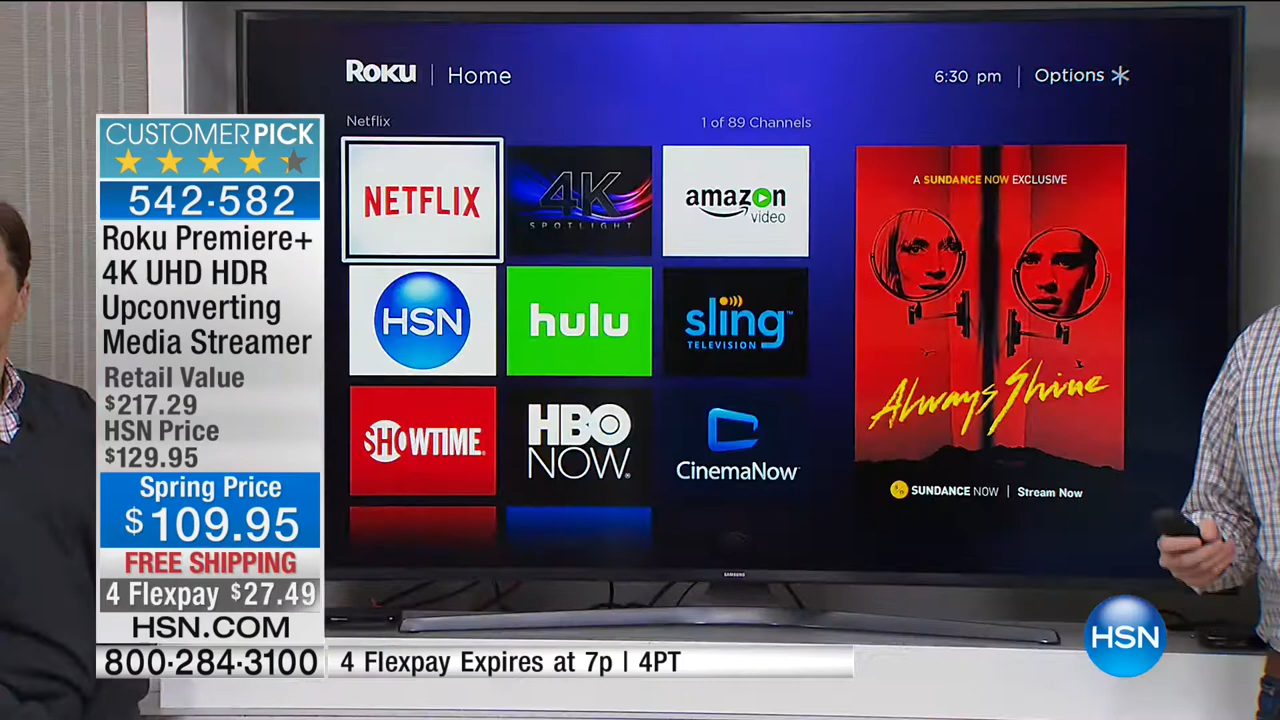 CUSTOMER PICK
542-582
Roku Premiere+
4K UHD HDR
Upconverting
Media Streamer
Retail Value
$217.29
HSN Price
$129.95
Spring Price
$109.95
FREE SHIPPING
4 Flexpay $27.49
HSN.COM
800-284-3100
4 Flexpay Expires at 7p | 4PT
ROKU | Home
6:30 pm | Options
Netflix
1 of 89 Channels
NETFLIX
4K
SPOTLIGHT
amazon
video
HSN
hulu
sling
TELEVISION
SHOWTIME
HBO
NOW
CinemaNow
A SUNDANCE NOW EXCLUSIVE
Always Shine
SUNDANCE NOW | Stream Now
SAMSUNG
HSN